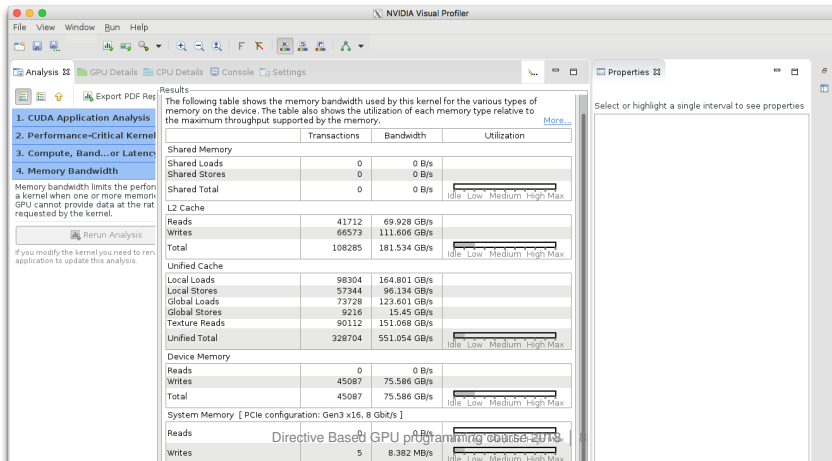 NVIDIA Visual Profiler
File View Window Run Help
Analysis GPU Details CPU Details Console Settings
Properties
Export PDF Rep
Results
1. CUDA Application Analysis
2. Performance-Critical Kernel
3. Compute, Band...or Latency
4. Memory Bandwidth
Memory bandwidth limits the perfor
a kernel when one or more memori
GPU cannot provide data at the rat
requested by the kernel.
Rerun Analysis
If you modify the kernel you need to reru
application to update this analysis.
The following table shows the memory bandwidth used by this kernel for the various types of
memory on the device. The table also shows the utilization of each memory type relative to
the maximum throughput supported by the memory. More...
Transactions Bandwidth Utilization
Shared Memory
Shared Loads 0 0 B/s
Shared Stores 0 0 B/s
Shared Total 0 0 B/s
Idle Low Medium High Max
L2 Cache
Reads 41712 69.928 GB/s
Writes 66573 111.606 GB/s
Total 108285 181.534 GB/s
Idle Low Medium High Max
Unified Cache
Local Loads 98304 164.801 GB/s
Local Stores 57344 96.134 GB/s
Global Loads 73728 123.601 GB/s
Global Stores 9216 15.45 GB/s
Texture Reads 90112 151.068 GB/s
Unified Total 328704 551.054 GB/s
Idle Low Medium High Max
Device Memory
Reads 0 0 B/s
Writes 45087 75.586 GB/s
Total 45087 75.586 GB/s
Idle Low Medium High Max
System Memory [ PCIe configuration: Gen3 x16, 8 Gbit/s ]
Reads 0 0 B/s
Directive Based GPU programming course 2018 | 8
Writes 5 8.382 MB/s
Idle Low Medium High Max
Select or highlight a single interval to see properties